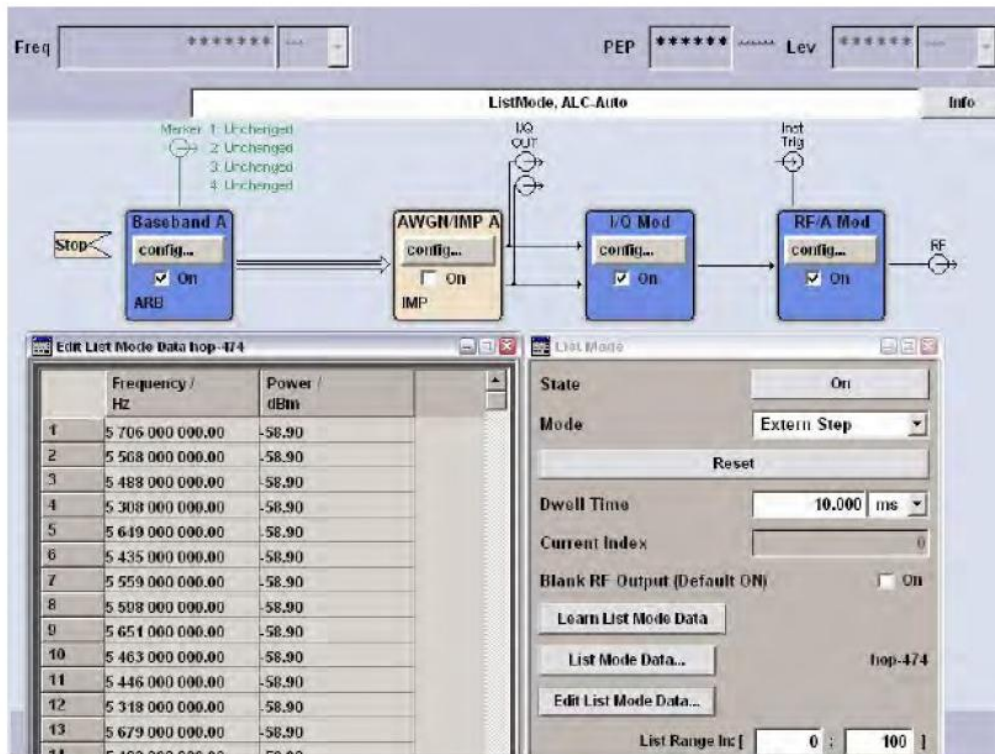 Freq ******* --- PEP ****** ------ Lev ****** ---
ListMode, ALC-Auto Info
Marker 1: Unchanged
2: Unchanged
3: Unchanged
4: Unchanged
I/Q OUT
Inst Trig
Stop
Baseband A
config...
On
ARB
AWGN/IMP A
config...
On
IMP
I/Q Mod
config...
On
RF/A Mod
config...
On
RF
Edit List Mode Data hop-474
Frequency / Hz Power / dBm
1 5 706 000 000.00 -58.90
2 5 568 000 000.00 -58.90
3 5 488 000 000.00 -58.90
4 5 308 000 000.00 -58.90
5 5 649 000 000.00 -58.90
6 5 435 000 000.00 -58.90
7 5 559 000 000.00 -58.90
8 5 598 000 000.00 -58.90
9 5 651 000 000.00 -58.90
10 5 463 000 000.00 -58.90
11 5 446 000 000.00 -58.90
12 5 318 000 000.00 -58.90
13 5 679 000 000.00 -58.90
List Mode
State On
Mode Extern Step
Reset
Dwell Time 10.000 ms
Current Index 0
Blank RF Output (Default ON) On
Learn List Mode Data
List Mode Data... hop-474
Edit List Mode Data...
List Range In: [ 0 : 100 ]